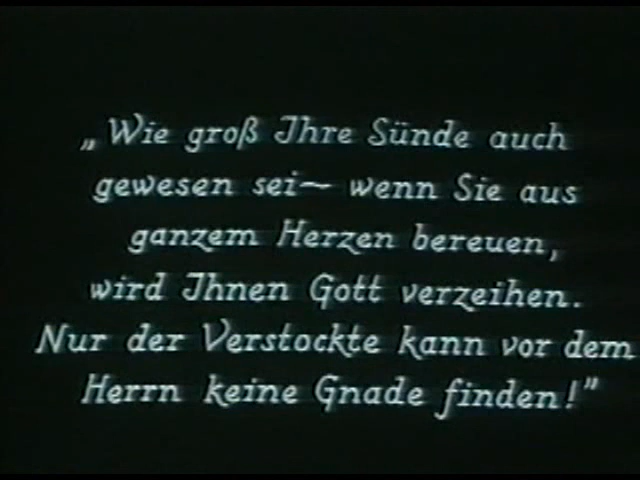 „Wie groß Ihre Sünde auch
gewesen sei— wenn Sie aus
ganzem Herzen bereuen,
wird Ihnen Gott verzeihen.
Nur der Verstockte kann vor dem
Herrn keine Gnade finden!"